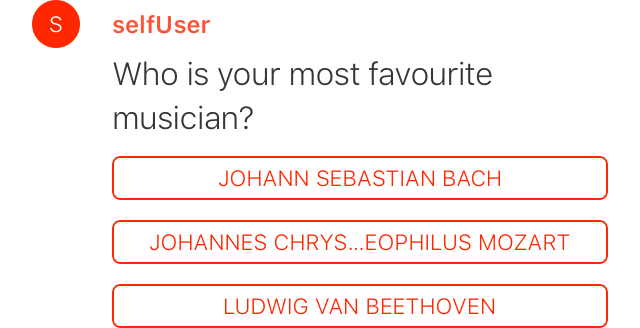 S
selfUser
Who is your most favourite
musician?
JOHANN SEBASTIAN BACH
JOHANNES CHRYS...EOPHILUS MOZART
LUDWIG VAN BEETHOVEN